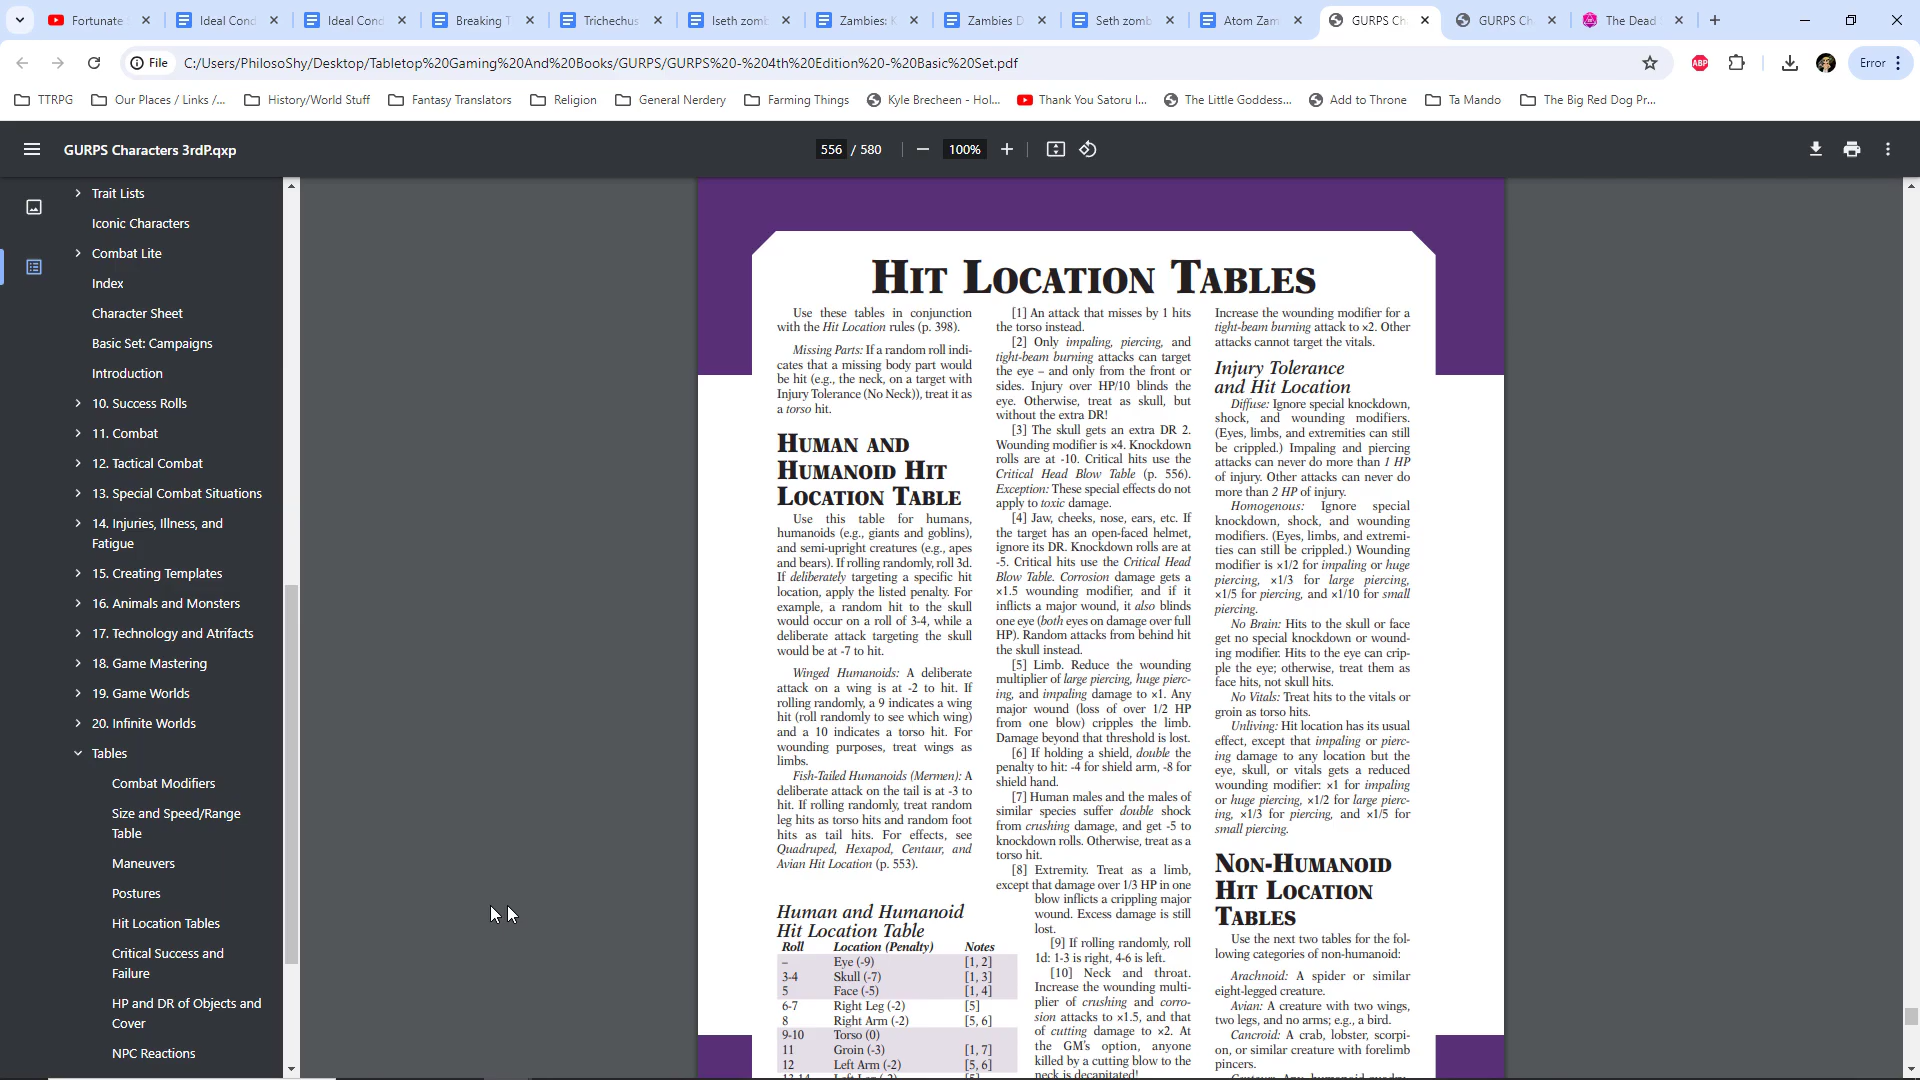 Fortunate
Ideal Cond
Ideal Cond
Breaking T
Trichechus
Iseth zomb
Zambies: K
Zambies D
Seth zomb
Atom Zam
GURPS Ch
GURPS Ch
The Dead
File
C:/Users/PhilosoShy/Desktop/Tabletop%20Gaming%20And%20Books/GURPS/GURPS%20-%204th%20Edition%20-%20Basic%20Set.pdf
ABP
Error
TTRPG
Our Places / Links /...
History/World Stuff
Fantasy Translators
Religion
General Nerdery
Farming Things
Kyle Brecheen - Hol...
Thank You Satoru I...
The Little Goddess...
Add to Throne
Ta Mando
The Big Red Dog Pr...
GURPS Characters 3rdP.qxp
556 / 580
100%
Trait Lists
Iconic Characters
Combat Lite
Index
Character Sheet
Basic Set: Campaigns
Introduction
10. Success Rolls
11. Combat
12. Tactical Combat
13. Special Combat Situations
14. Injuries, Illness, and
Fatigue
15. Creating Templates
16. Animals and Monsters
17. Technology and Atrifacts
18. Game Mastering
19. Game Worlds
20. Infinite Worlds
Tables
Combat Modifiers
Size and Speed/Range
Table
Maneuvers
Postures
Hit Location Tables
Critical Success and
Failure
HP and DR of Objects and
Cover
NPC Reactions
HIT LOCATION TABLES
Use these tables in conjunction
with the Hit Location rules (p. 398).
Missing Parts: If a random roll indi-
cates that a missing body part would
be hit (e.g., the neck, on a target with
Injury Tolerance (No Neck)), treat it as
a torso hit.
HUMAN AND
HUMANOID HIT
LOCATION TABLE
Use this table for humans,
humanoids (e.g., giants and goblins),
and semi-upright creatures (e.g., apes
and bears). If rolling randomly, roll 3d.
If deliberately targeting a specific hit
location, apply the listed penalty. For
example, a random hit to the skull
would occur on a roll of 3-4, while a
deliberate attack targeting the skull
would be at -7 to hit.
Winged Humanoids: A deliberate
attack on a wing is at -2 to hit. If
rolling randomly, a 9 indicates a wing
hit (roll randomly to see which wing)
and a 10 indicates a torso hit. For
wounding purposes, treat wings as
limbs.
Fish-Tailed Humanoids (Mermen): A
deliberate attack on the tail is at -3 to
hit. If rolling randomly, treat random
leg hits as torso hits and random foot
hits as tail hits. For effects, see
Quadruped, Hexapod, Centaur, and
Avian Hit Location (p. 553).
Human and Humanoid
Hit Location Table
Roll Location (Penalty) Notes
– Eye (-9) [1, 2]
3-4 Skull (-7) [1, 3]
5 Face (-5) [1, 4]
6-7 Right Leg (-2) [5]
8 Right Arm (-2) [5, 6]
9-10 Torso (0)
11 Groin (-3) [1, 7]
12 Left Arm (-2) [5, 6]
13-14 Left Leg (-2) [5]
[1] An attack that misses by 1 hits
the torso instead.
[2] Only impaling, piercing, and
tight-beam burning attacks can target
the eye – and only from the front or
sides. Injury over HP/10 blinds the
eye. Otherwise, treat as skull, but
without the extra DR!
[3] The skull gets an extra DR 2.
Wounding modifier is ×4. Knockdown
rolls are at -10. Critical hits use the
Critical Head Blow Table (p. 556).
Exception: These special effects do not
apply to toxic damage.
[4] Jaw, cheeks, nose, ears, etc. If
the target has an open-faced helmet,
ignore its DR. Knockdown rolls are at
-5. Critical hits use the Critical Head
Blow Table. Corrosion damage gets a
×1.5 wounding modifier, and if it
inflicts a major wound, it also blinds
one eye (both eyes on damage over full
HP). Random attacks from behind hit
the skull instead.
[5] Limb. Reduce the wounding
multiplier of large piercing, huge pierc-
ing, and impaling damage to ×1. Any
major wound (loss of over 1/2 HP
from one blow) cripples the limb.
Damage beyond that threshold is lost.
[6] If holding a shield, double the
penalty to hit: -4 for shield arm, -8 for
shield hand.
[7] Human males and the males of
similar species suffer double shock
from crushing damage, and get -5 to
knockdown rolls. Otherwise, treat as a
torso hit.
[8] Extremity. Treat as a limb,
except that damage over 1/3 HP in one
blow inflicts a crippling major
wound. Excess damage is still
lost.
[9] If rolling randomly, roll
1d: 1-3 is right, 4-6 is left.
[10] Neck and throat.
Increase the wounding multi-
plier of crushing and corro-
sion attacks to ×1.5, and that
of cutting damage to ×2. At
the GM's option, anyone
killed by a cutting blow to the
neck is decapitated!
Increase the wounding modifier for a
tight-beam burning attack to ×2. Other
attacks cannot target the vitals.
Injury Tolerance
and Hit Location
Diffuse: Ignore special knockdown,
shock, and wounding modifiers.
(Eyes, limbs, and extremities can still
be crippled.) Impaling and piercing
attacks can never do more than 1 HP
of injury. Other attacks can never do
more than 2 HP of injury.
Homogenous: Ignore special
knockdown, shock, and wounding
modifiers. (Eyes, limbs, and extremi-
ties can still be crippled.) Wounding
modifier is ×1/2 for impaling or huge
piercing, ×1/3 for large piercing,
×1/5 for piercing, and ×1/10 for small
piercing.
No Brain: Hits to the skull or face
get no special knockdown or wound-
ing modifier. Hits to the eye can crip-
ple the eye; otherwise, treat them as
face hits, not skull hits.
No Vitals: Treat hits to the vitals or
groin as torso hits.
Unliving: Hit location has its usual
effect, except that impaling or pierc-
ing damage to any location but the
eye, skull, or vitals gets a reduced
wounding modifier: ×1 for impaling
or huge piercing, ×1/2 for large pierc-
ing, ×1/3 for piercing, and ×1/5 for
small piercing.
NON-HUMANOID
HIT LOCATION
TABLES
Use the next two tables for the fol-
lowing categories of non-humanoid:
Arachnoid: A spider or similar
eight-legged creature.
Avian: A creature with two wings,
two legs, and no arms; e.g., a bird.
Cancroid: A crab, lobster, scorpi-
on, or similar creature with forelimb
pincers.